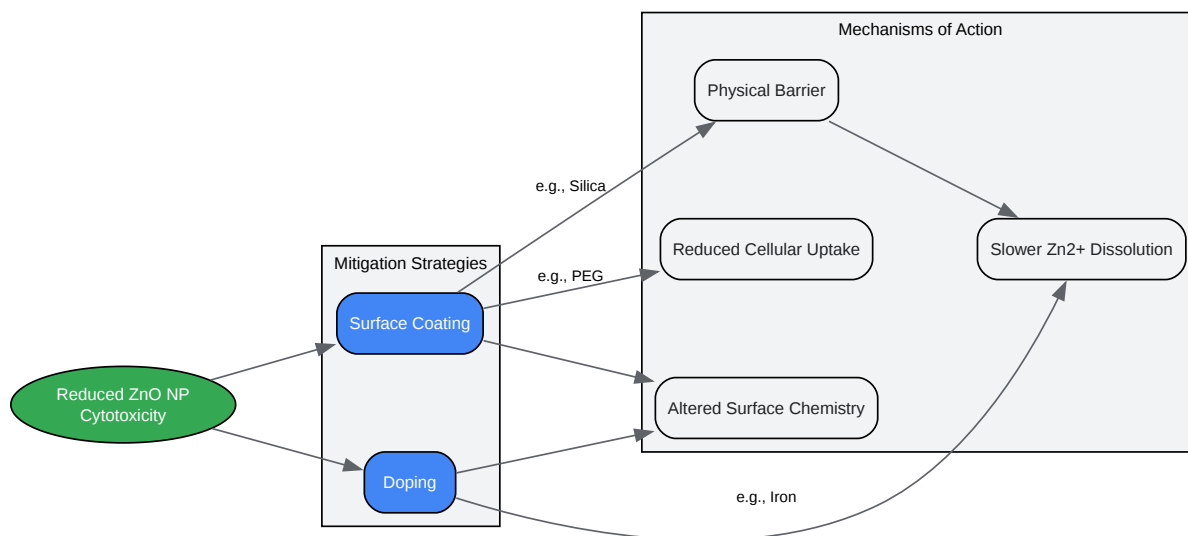 Mechanisms of Action
Physical Barrier
e.g., Silica
Reduced Cellular Uptake
Slower Zn2+ Dissolution
Mitigation Strategies
e.g., PEG
Surface Coating
Reduced ZnO NP
Cytotoxicity
Altered Surface Chemistry
Doping
e.g., Iron